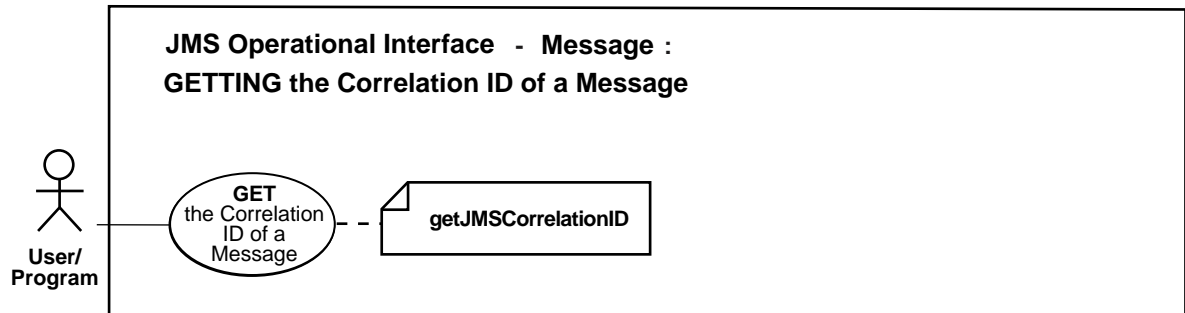 JMS Operational Interface - Message :
GETTING the Correlation ID of a Message
GET
the Correlation
ID of a
Message
getJMSCorrelationID
User/
Program